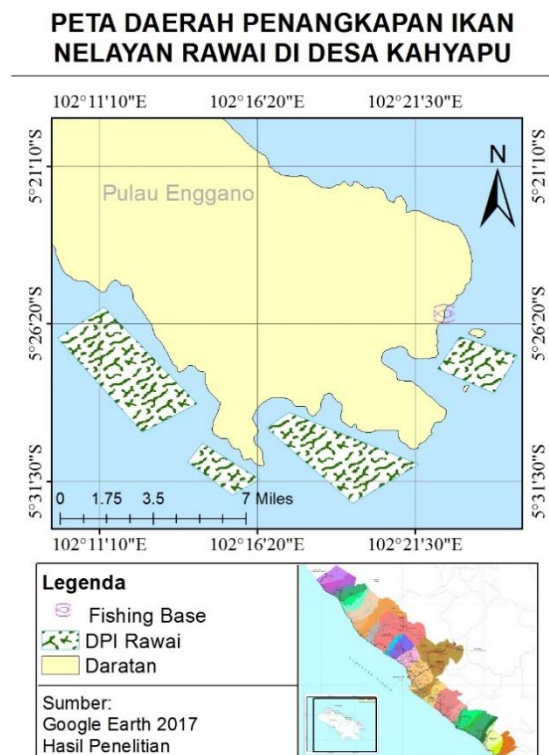 PETA DAERAH PENANGKAPAN IKAN
NELAYAN RAWAI DI DESA KAHYAPU
102°11'10"E 102°16'20"E 102°21'30"E
5°21'10"S 5°21'10"S
N
Pulau Enggano
5°26'20"S 5°26'20"S
5°31'30"S 5°31'30"S
0 1.75 3.5 7 Miles
102°11'10"E 102°16'20"E 102°21'30"E
Legenda
Fishing Base
DPI Rawai
Daratan
Sumber:
Google Earth 2017
Hasil Penelitian